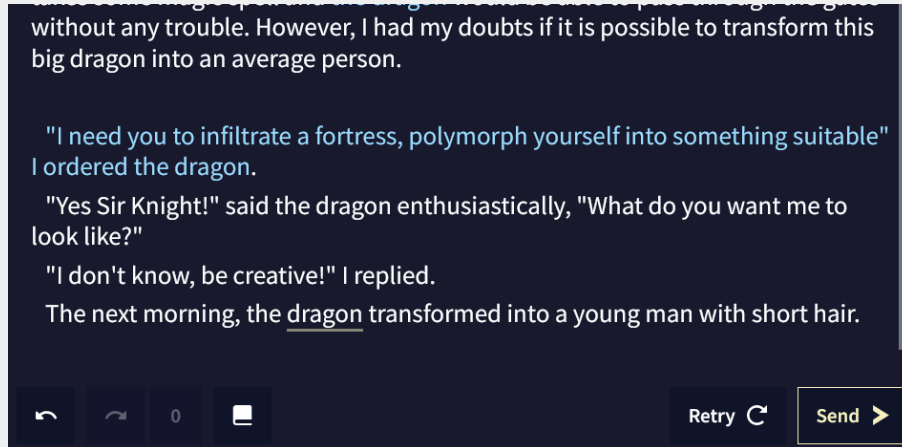 without any trouble. However, I had my doubts if it is possible to transform this
big dragon into an average person.
"I need you to infiltrate a fortress, polymorph yourself into something suitable"
I ordered the dragon.
"Yes Sir Knight!" said the dragon enthusiastically, "What do you want me to
look like?"
"I don't know, be creative!" I replied.
The next morning, the dragon transformed into a young man with short hair.
0 Retry Send